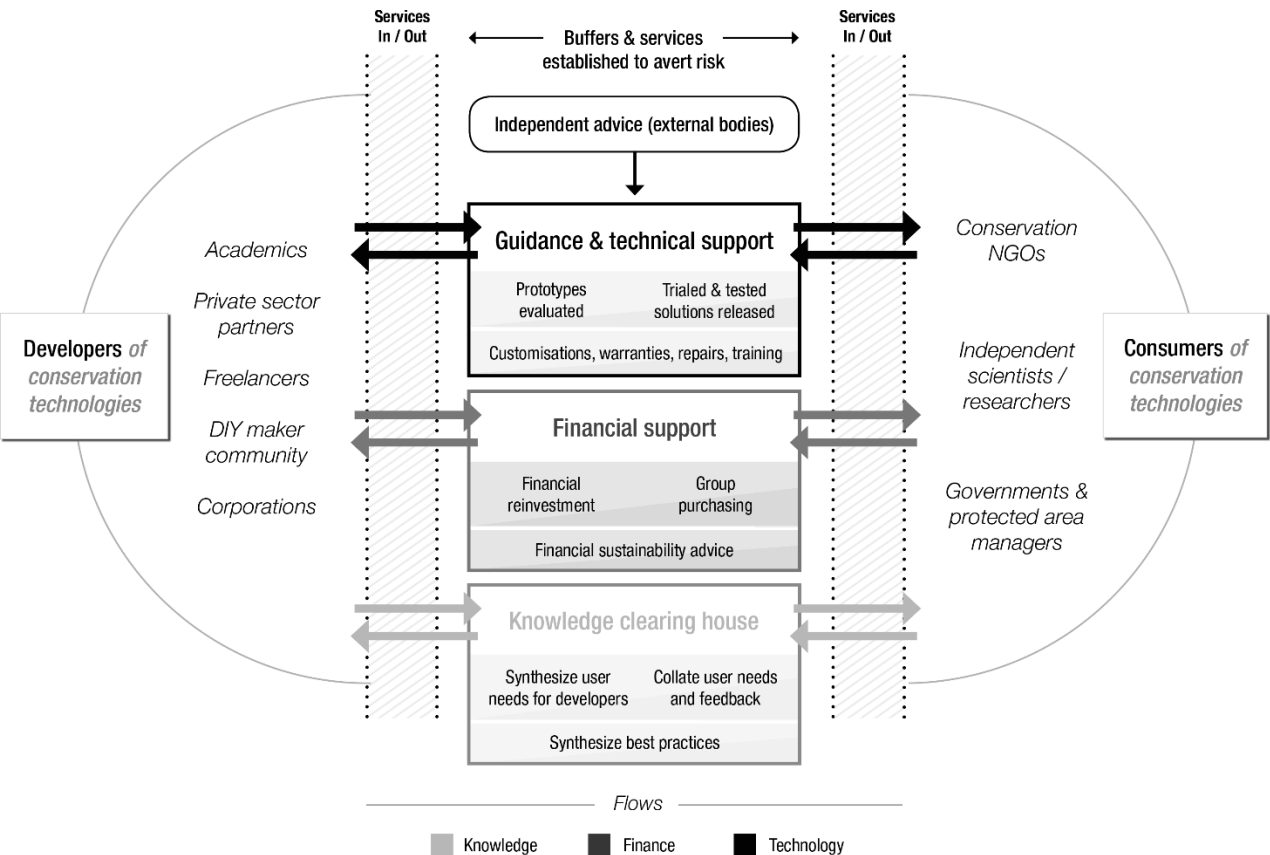 Services
In / Out
Buffers & services
established to avert risk
Services
In / Out
Independent advice (external bodies)
Guidance & technical support
Prototypes
evaluated
Trialed & tested
solutions released
Customisations, warranties, repairs, training
Financial support
Financial
reinvestment
Group
purchasing
Financial sustainability advice
Knowledge clearing house
Synthesize user
needs for developers
Collate user needs
and feedback
Synthesize best practices
Developers of
conservation
technologies
Academics
Private sector
partners
Freelancers
DIY maker
community
Corporations
Conservation
NGOs
Independent
scientists /
researchers
Governments &
protected area
managers
Consumers of
conservation
technologies
Flows
Knowledge
Finance
Technology